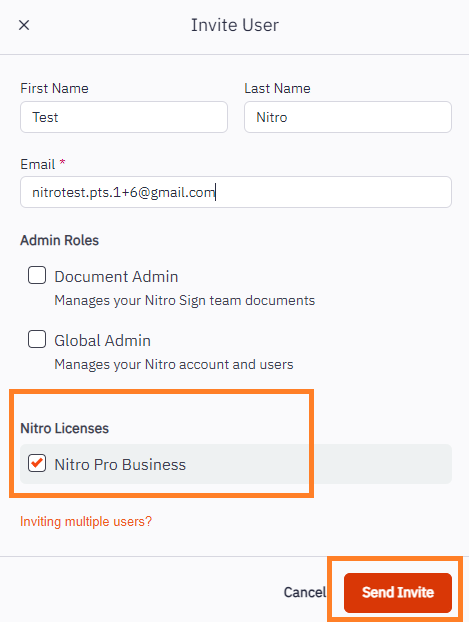 Invite User
First Name Last Name
Test Nitro
Email *
nitrotest.pts.1+6@gmail.com
Admin Roles
Document Admin
Manages your Nitro Sign team documents
Global Admin
Manages your Nitro account and users
Nitro Licenses
Nitro Pro Business
Inviting multiple users?
Cancel Send Invite